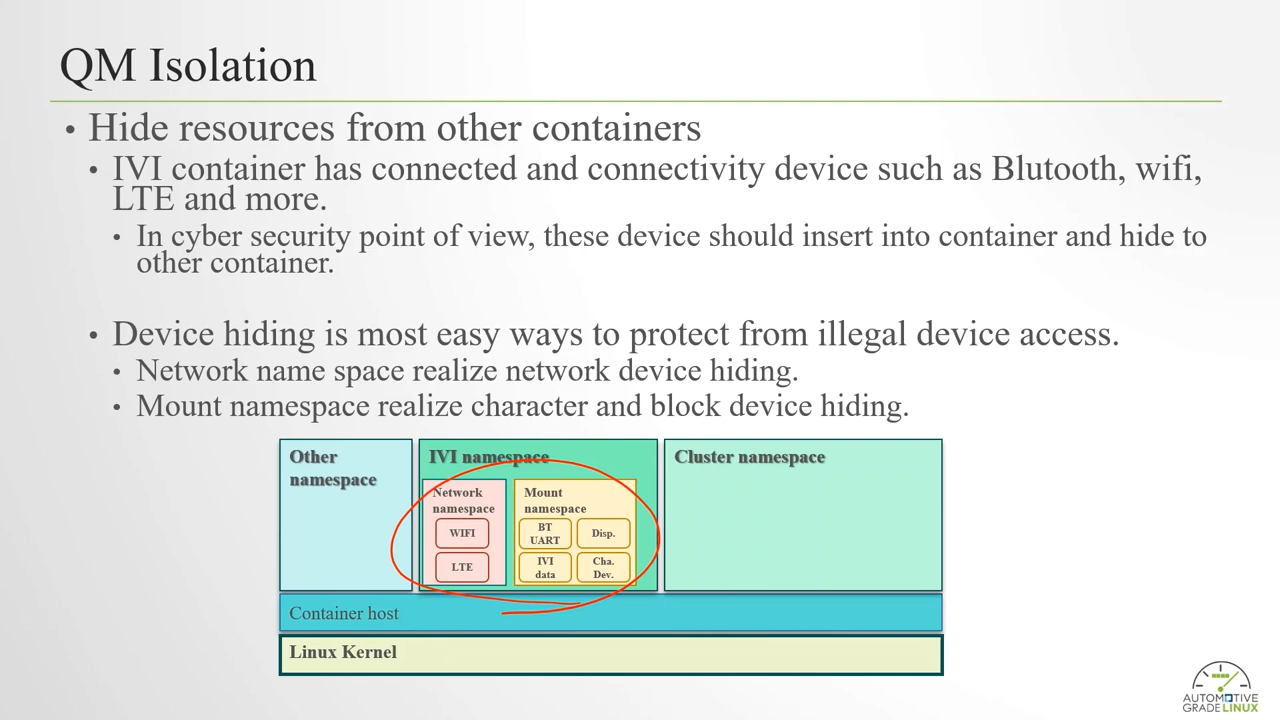 QM Isolation
• Hide resources from other containers
• IVI container has connected and connectivity device such as Blutooth, wifi,
LTE and more.
• In cyber security point of view, these device should insert into container and hide to
other container.
• Device hiding is most easy ways to protect from illegal device access.
• Network name space realize network device hiding.
• Mount namespace realize character and block device hiding.
Other
namespace
IVI namespace
Network
namespace
WIFI
LTE
Mount
namespace
BT
UART
Disp.
IVI
data
Cha.
Dev.
Cluster namespace
Container host
Linux Kernel
AUTOMOTIVE
GRADE LINUX